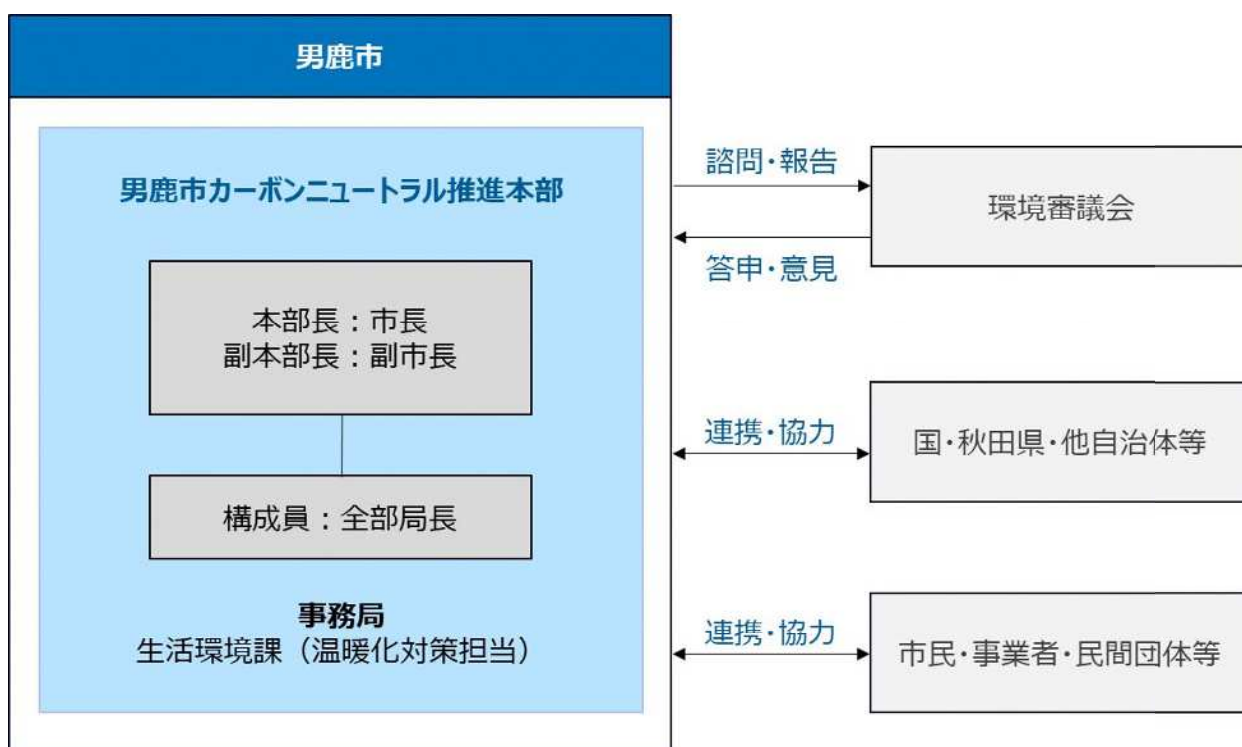 男鹿市
男鹿市カーボンニュートラル推進本部
本部長：市長
副本部長：副市長
構成員：全部局長
事務局
生活環境課（温暖化対策担当）
諮問・報告
答申・意見
環境審議会
連携・協力
国・秋田県・他自治体等
連携・協力
市民・事業者・民間団体等